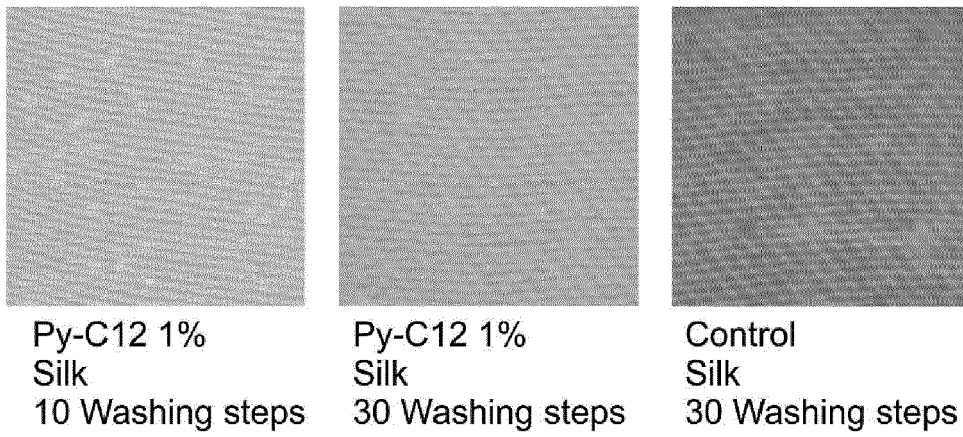 Py-C12 1%
Silk
10 Washing steps
Py-C12 1%
Silk
30 Washing steps
Control
Silk
30 Washing steps